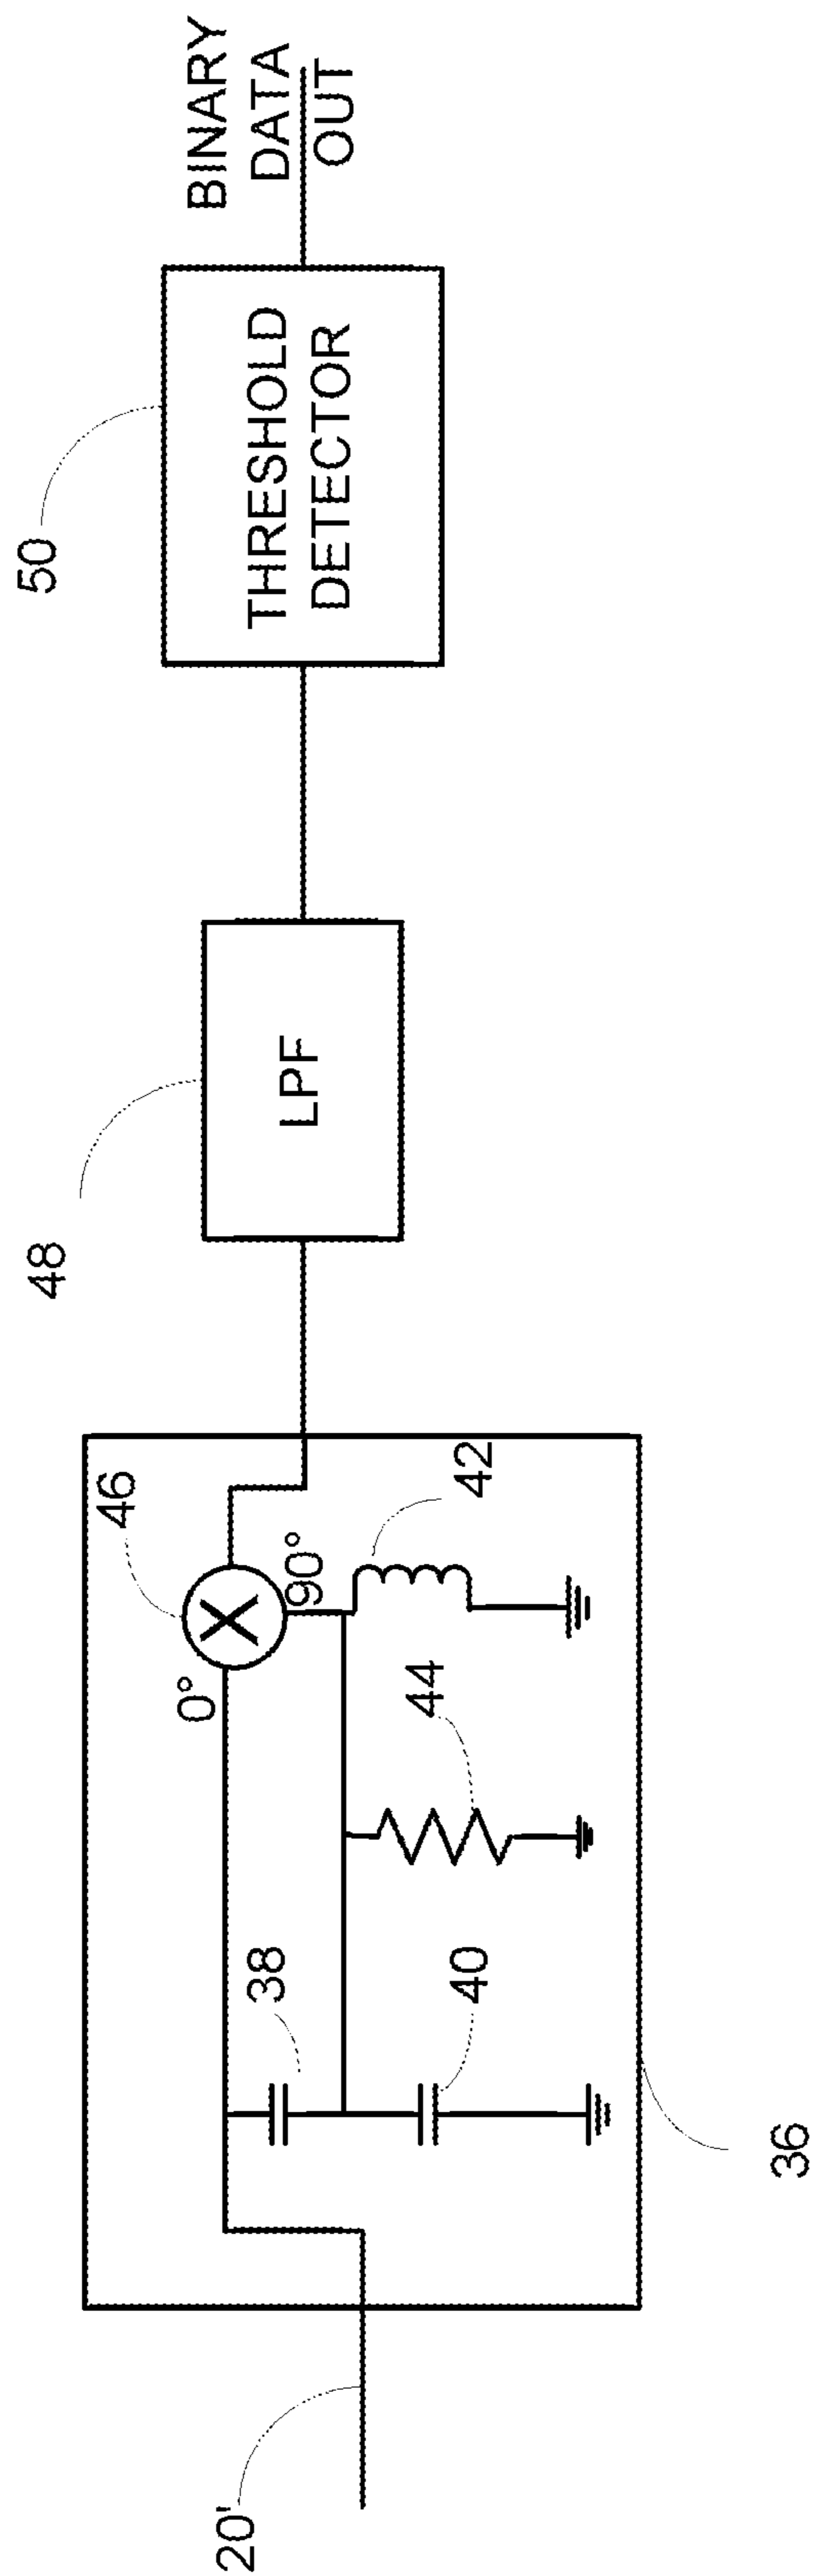 20'
36
38
40
44
42
0°
90°
46
X
48
LPF
50
THRESHOLD
DETECTOR
BINARY
DATA
OUT